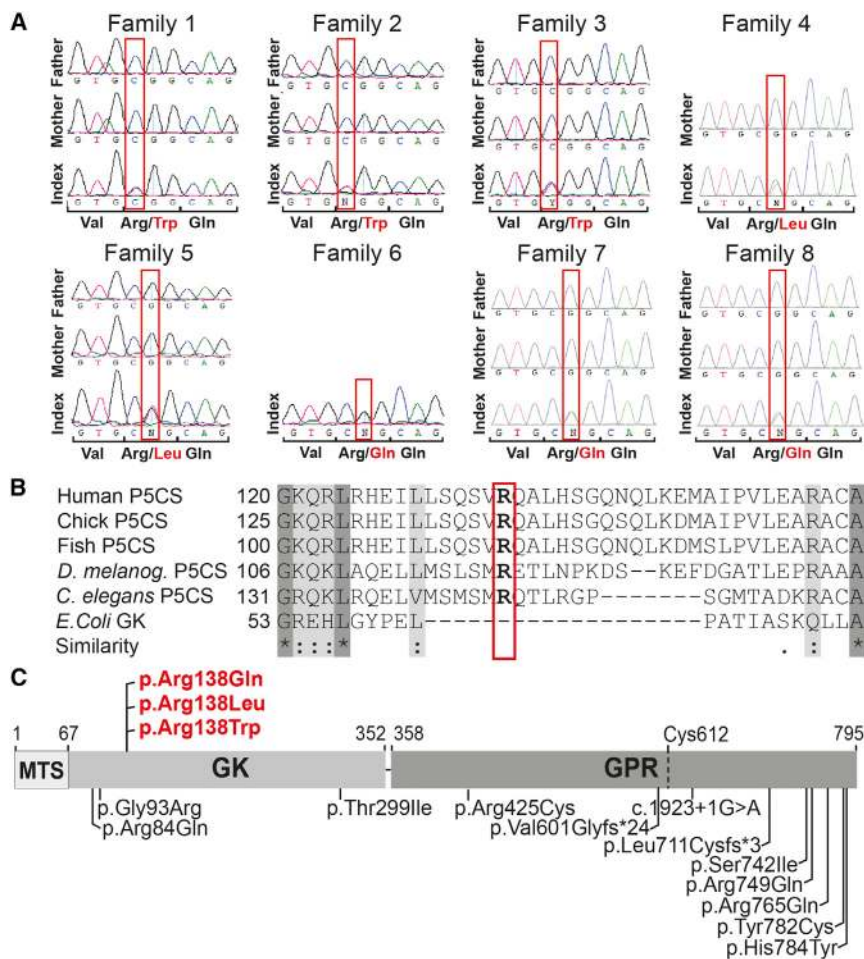 A
Family 1 Family 2 Family 3 Family 4
Father
G T G C G G C A G
Mother
G T G C G G C A G
Index
G T G C G G C A G
Val Arg/Trp Gln
Father
G T G C G G C A G
Mother
G T G C G G C A G
Index
G T G N G G C A G
Val Arg/Trp Gln
Father
G T G C G G C A G
Mother
G T G C G G C A G
Index
G T G Y G G C A G
Val Arg/Trp Gln
Mother
G T G C G G C A G
Index
G T G C N G C A G
Val Arg/Leu Gln
Family 5 Family 6 Family 7 Family 8
Father
G T G C G G C A G
Mother
G T G C G G C A G
Index
G T G C N G C A G
Val Arg/Leu Gln
Index
G T G C N G C A G
Val Arg/Gln Gln
Father
G T G C G G C A G
Mother
G T G C G G C A G
Index
G T G C N G C A G
Val Arg/Gln Gln
Father
G T G C G G C A G
Mother
G T G C G G C A G
Index
G T G C N G C A G
Val Arg/Gln Gln
B
Human P5CS 120 GKQRLRHEILLSQSVRQALHSGQNQLKEMAIPVLEARACA
Chick P5CS 125 GKQRLRHEILLSQSVRQALHSGQNQLKDMAIPVLEARACA
Fish P5CS 100 GKQRLRHEILLSQSVRQALHSGQNQLKDMSLPVLEARACA
D. melanog. P5CS 106 GKQKLAQELLMSLSMRETLNPKDS--KEFDGATLEPRAAA
C. elegans P5CS 131 GRQKLRQELVMSMSMRQTLRGP-------SGMTADKRACA
E.Coli GK 53 GREHLGYPEL------------------PATIASKQLLA
Similarity * : : : * : . : *
C
p.Arg138Gln
p.Arg138Leu
p.Arg138Trp
1 67 352 358 Cys612 795
MTS GK GPR
p.Gly93Arg p.Thr299Ile p.Arg425Cys c.1923+1G>A
p.Arg84Gln p.Val601Glyfs*24
p.Leu711Cysfs*3
p.Ser742Ile
p.Arg749Gln
p.Arg765Gln
p.Tyr782Cys
p.His784Tyr